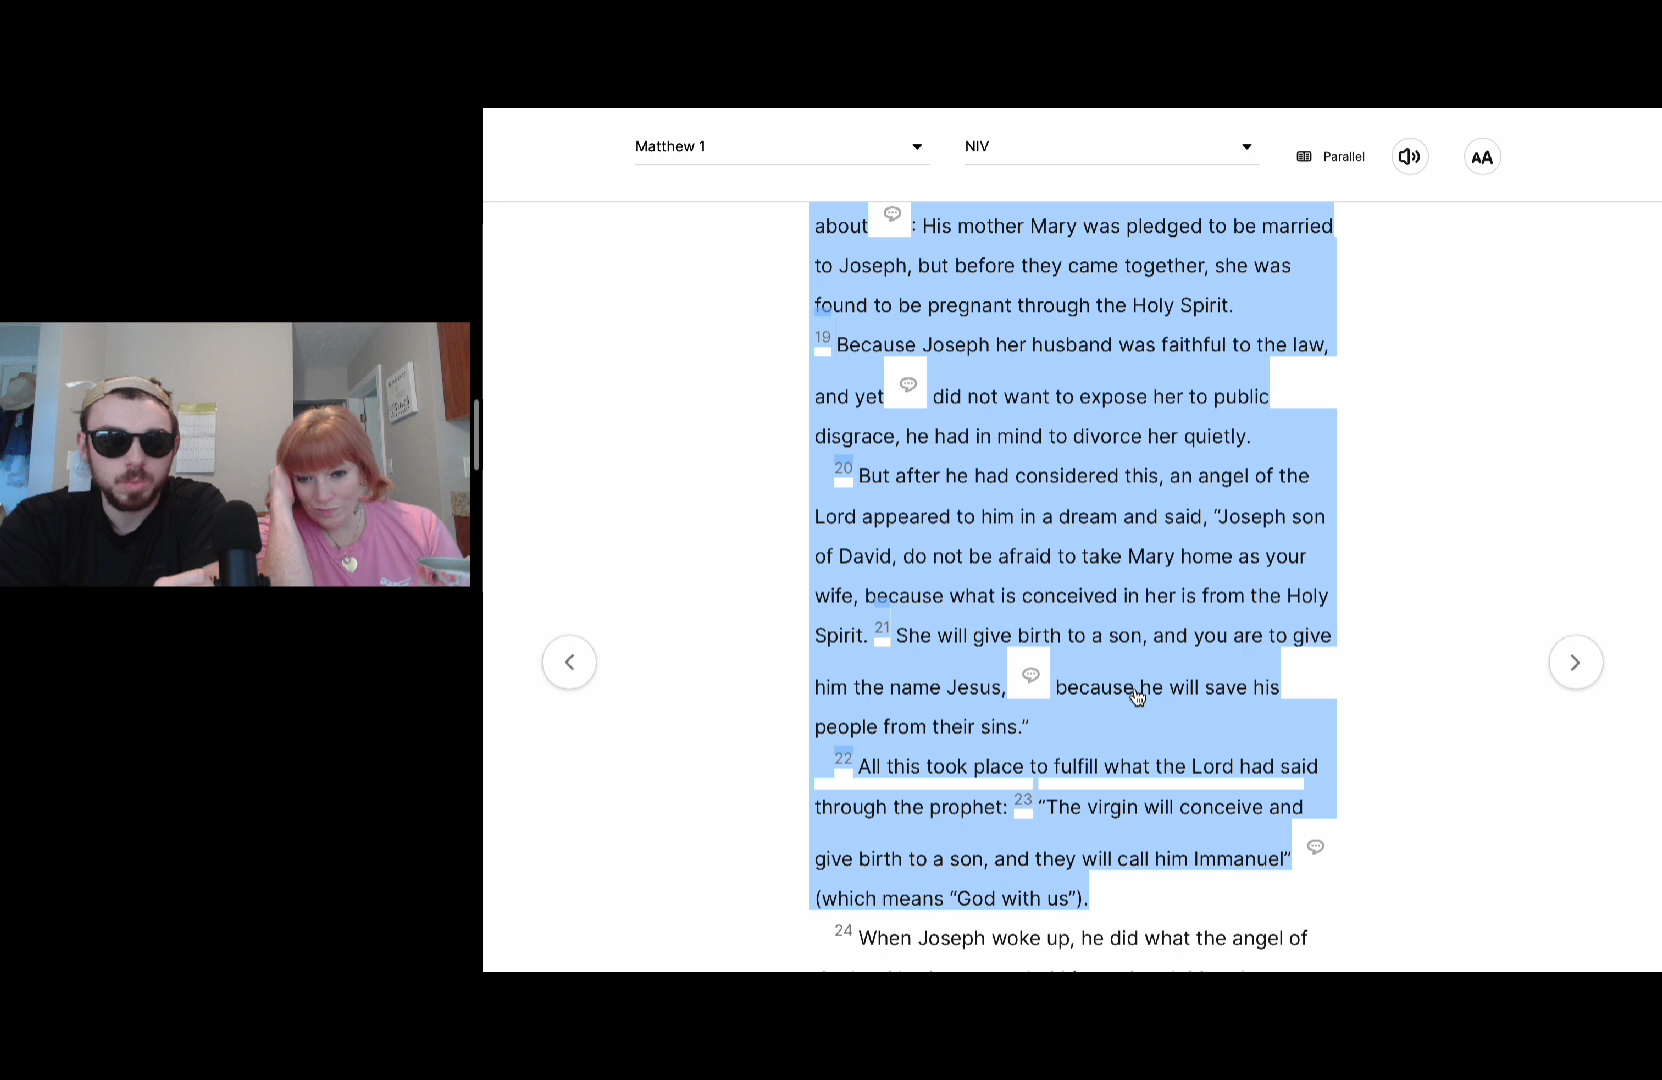 Matthew 1
NIV
Parallel
AA
about : His mother Mary was pledged to be married
to Joseph, but before they came together, she was
found to be pregnant through the Holy Spirit.
19 Because Joseph her husband was faithful to the law,
and yet did not want to expose her to public
disgrace, he had in mind to divorce her quietly.
20 But after he had considered this, an angel of the
Lord appeared to him in a dream and said, “Joseph son
of David, do not be afraid to take Mary home as your
wife, because what is conceived in her is from the Holy
Spirit. 21 She will give birth to a son, and you are to give
him the name Jesus, because he will save his
people from their sins.”
22 All this took place to fulfill what the Lord had said
through the prophet: 23 “The virgin will conceive and
give birth to a son, and they will call him Immanuel”
(which means “God with us”).
24 When Joseph woke up, he did what the angel of